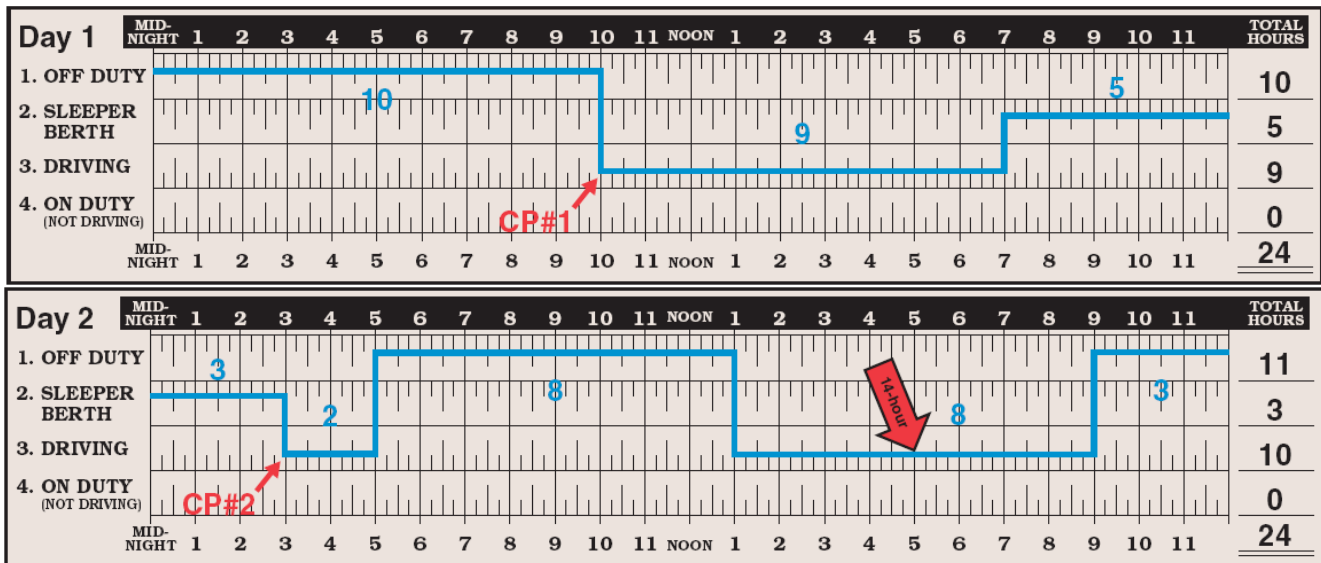 Day 1 MID-NIGHT 1 2 3 4 5 6 7 8 9 10 11 NOON 1 2 3 4 5 6 7 8 9 10 11 TOTAL HOURS
1. OFF DUTY 10
10 5
2. SLEEPER BERTH 5
9
3. DRIVING 9
4. ON DUTY (NOT DRIVING) 0
CP#1
MID-NIGHT 1 2 3 4 5 6 7 8 9 10 11 NOON 1 2 3 4 5 6 7 8 9 10 11 24
Day 2 MID-NIGHT 1 2 3 4 5 6 7 8 9 10 11 NOON 1 2 3 4 5 6 7 8 9 10 11 TOTAL HOURS
1. OFF DUTY 11
3 8 3
2. SLEEPER BERTH 3
2 14-hour 8
3. DRIVING 10
4. ON DUTY (NOT DRIVING) 0
CP#2
MID-NIGHT 1 2 3 4 5 6 7 8 9 10 11 NOON 1 2 3 4 5 6 7 8 9 10 11 24